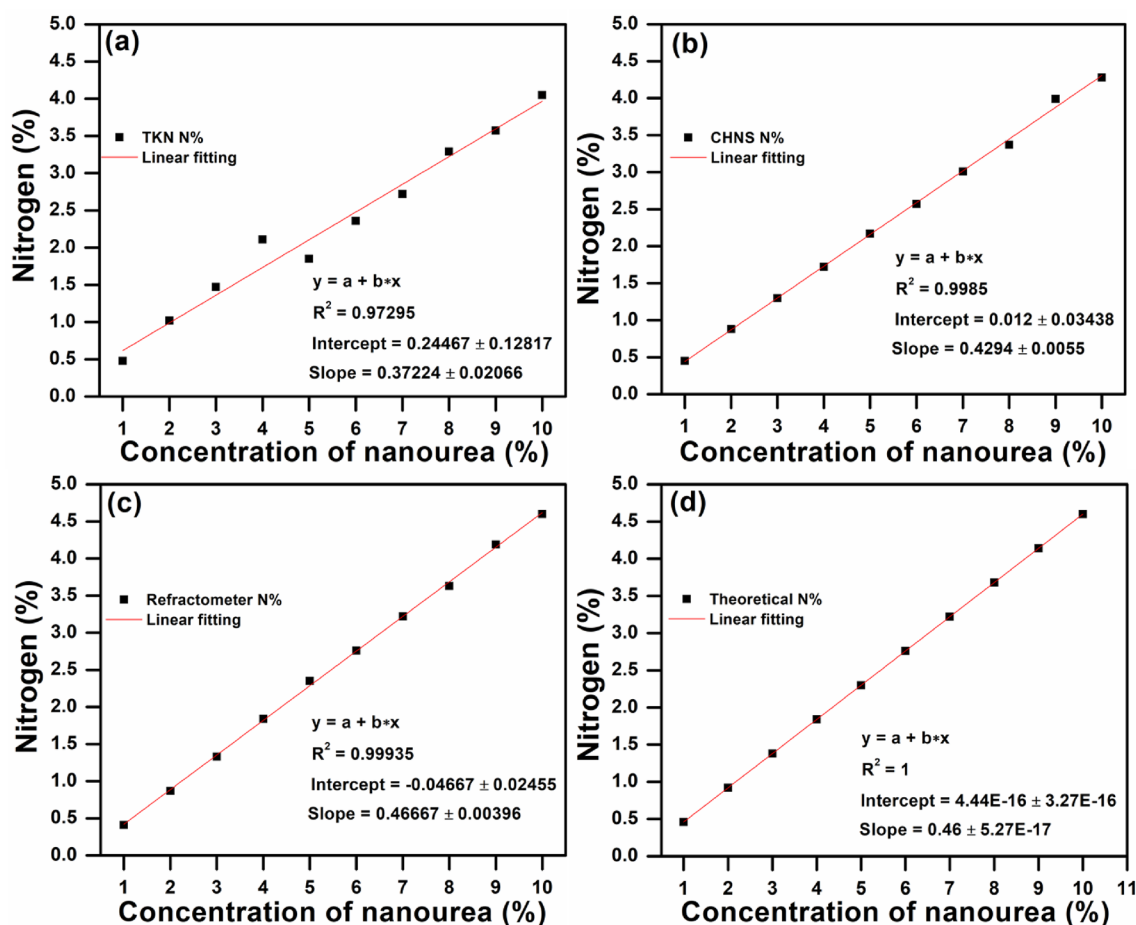 (a)
5.0
4.5
4.0
3.5
3.0
2.5
2.0
1.5
1.0
0.5
0.0
Nitrogen (%)
TKN N%
Linear fitting
y = a + b*x
R² = 0.97295
Intercept = 0.24467 ± 0.12817
Slope = 0.37224 ± 0.02066
1 2 3 4 5 6 7 8 9 10
Concentration of nanourea (%)
(b)
5.0
4.5
4.0
3.5
3.0
2.5
2.0
1.5
1.0
0.5
0.0
Nitrogen (%)
CHNS N%
Linear fitting
y = a + b*x
R² = 0.9985
Intercept = 0.012 ± 0.03438
Slope = 0.4294 ± 0.0055
1 2 3 4 5 6 7 8 9 10
Concentration of nanourea (%)
(c)
5.0
4.5
4.0
3.5
3.0
2.5
2.0
1.5
1.0
0.5
0.0
Nitrogen (%)
Refractometer N%
Linear fitting
y = a + b*x
R² = 0.99935
Intercept = -0.04667 ± 0.02455
Slope = 0.46667 ± 0.00396
1 2 3 4 5 6 7 8 9 10
Concentration of nanourea (%)
(d)
5.0
4.5
4.0
3.5
3.0
2.5
2.0
1.5
1.0
0.5
0.0
Nitrogen (%)
Theoretical N%
Linear fitting
y = a + b*x
R² = 1
Intercept = 4.44E-16 ± 3.27E-16
Slope = 0.46 ± 5.27E-17
1 2 3 4 5 6 7 8 9 10 11
Concentration of nanourea (%)